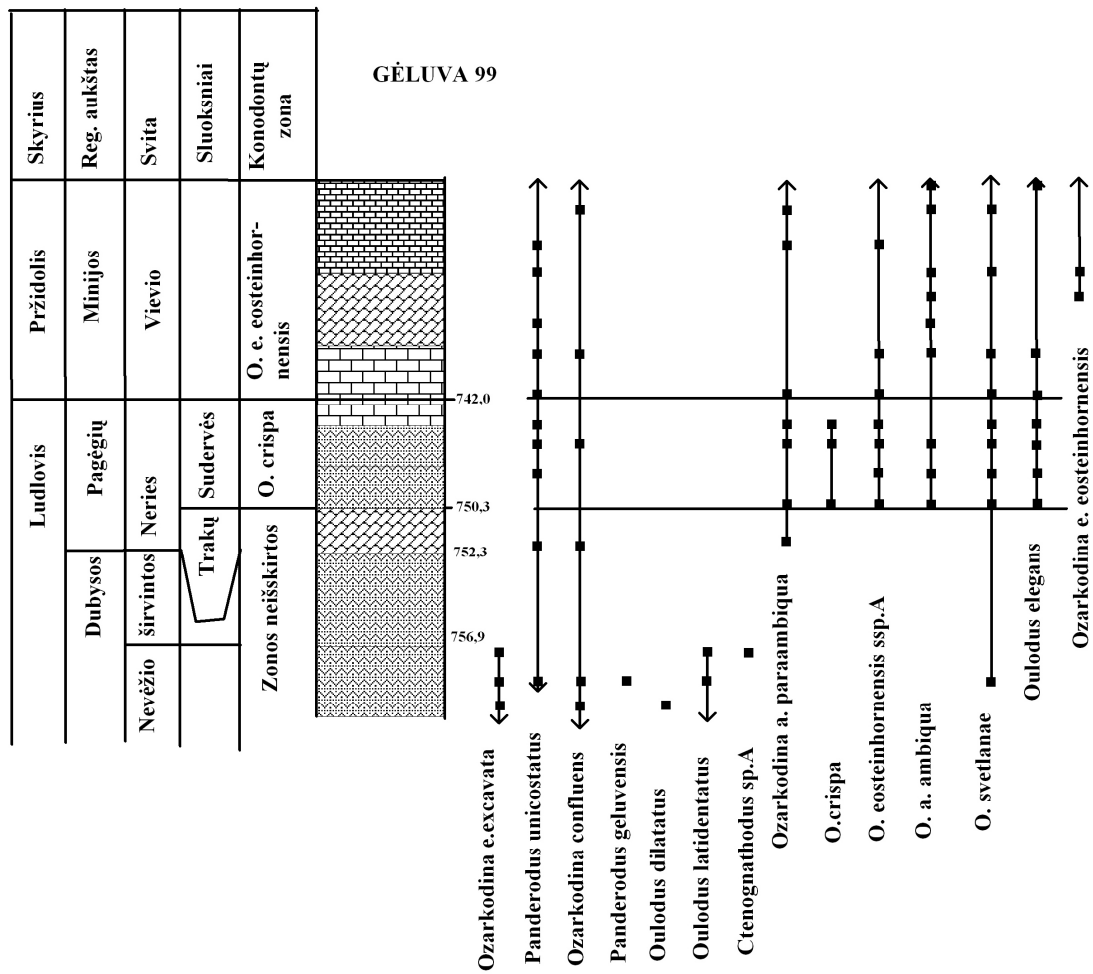 GĖLUVA 99
Skyrius
Reg. aukštas
Svita
Sluoksniai
Konodontų
zona
Pržidolis
Minijos
Vievio
O. e. eosteinhor-
nensis
Ludlovis
Pagėgių
Neries
Sudervės
O. crispa
Trakų
Dubysos
širvintos
Nevėžio
Zonos neišskirtos
742,0
750,3
752,3
756,9
Ozarkodina e.excavata
Panderodus unicostatus
Ozarkodina confluens
Panderodus geluvensis
Oulodus dilatatus
Oulodus latidentatus
Ctenognathodus sp.A
Ozarkodina a. paraambiqua
O.crispa
O. eosteinhornensis ssp.A
O. a. ambiqua
O. svetlanae
Oulodus elegans
Ozarkodina e. eosteinhornensis